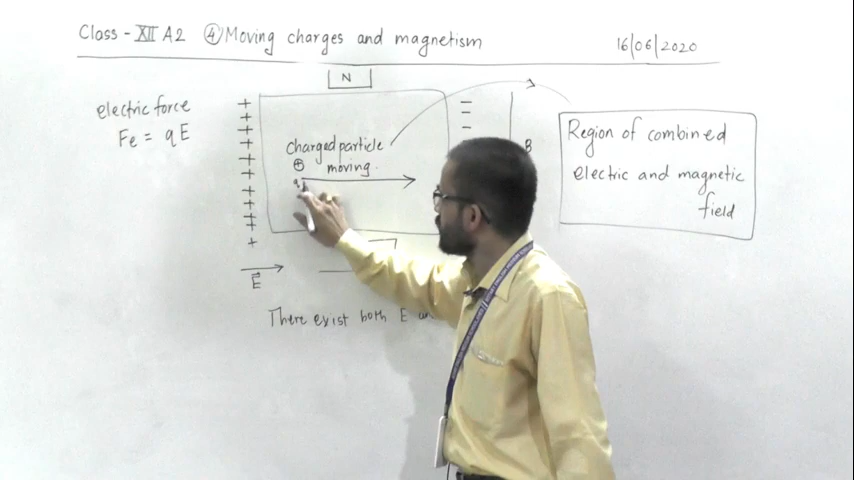 Class - XII A2 ④ Moving charges and magnetism
16/06/2020
N
electric force
Fe = qE
charged particle
moving.
q
B
Region of combined
electric and magnetic
field
E
There exist both E an